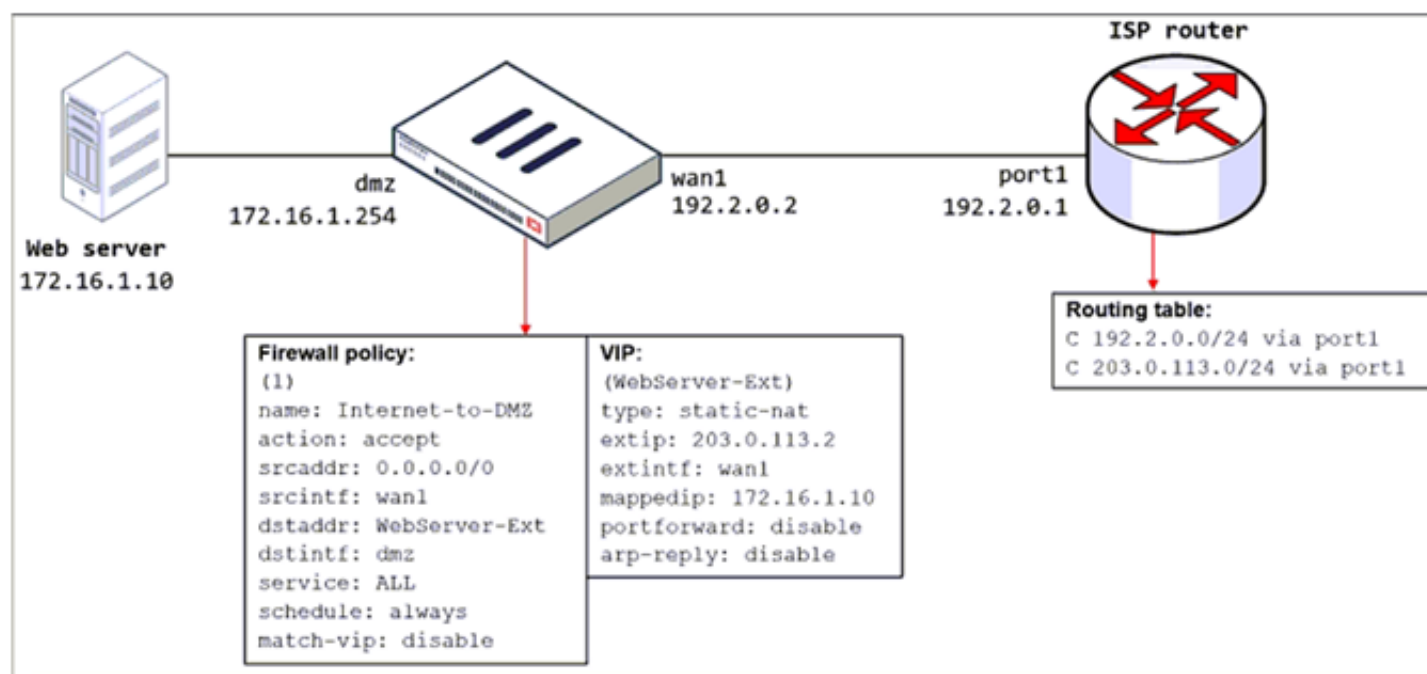 ISP router
dmz
172.16.1.254
wan1
192.2.0.2
port1
192.2.0.1
Web server
172.16.1.10
Firewall policy:
(1)
name: Internet-to-DMZ
action: accept
srcaddr: 0.0.0.0/0
srcintf: wan1
dstaddr: WebServer-Ext
dstintf: dmz
service: ALL
schedule: always
match-vip: disable
VIP:
(WebServer-Ext)
type: static-nat
extip: 203.0.113.2
extintf: wan1
mappedip: 172.16.1.10
portforward: disable
arp-reply: disable
Routing table:
C 192.2.0.0/24 via port1
C 203.0.113.0/24 via port1